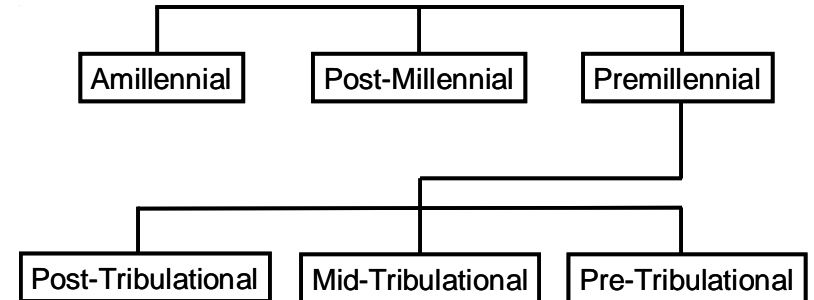 Amillennial
Post-Millennial
Premillennial
Post-Tribulational
Mid-Tribulational
Pre-Tribulational